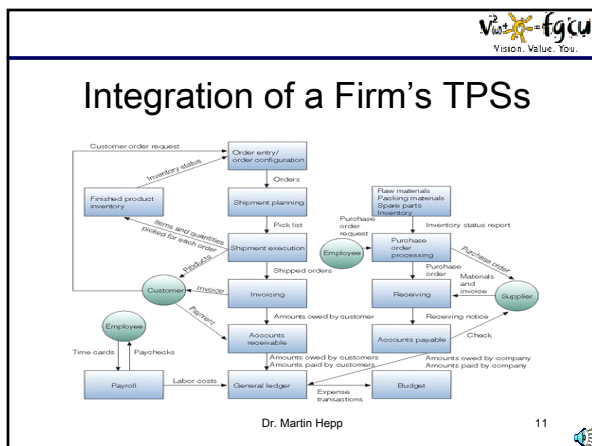 fgcu
Vision. Value. You.
Integration of a Firm's TPSs
Customer order request
Inventory status
Order entry/
order configuration
Orders
Finished product
inventory
Shipment planning
Items and quantities
picked for each order
Pick list
Shipment execution
Products
Shipped orders
Customer
Invoice
Invoicing
Payment
Amounts owed by customer
Employee
Accounts
receivable
Time cards
Paychecks
Amounts owed by customers
Amounts paid by customers
Payroll
Labor costs
General ledger
Expense
transactions
Budget
Raw materials
Packing materials
Spare parts
Inventory
Purchase
order
request
Inventory status report
Employee
Purchase
order
processing
Purchase order
Purchase
order
Materials
and
invoice
Receiving
Supplier
Receiving notice
Check
Accounts payable
Amounts owed by company
Amounts paid by company
Dr. Martin Hepp
11